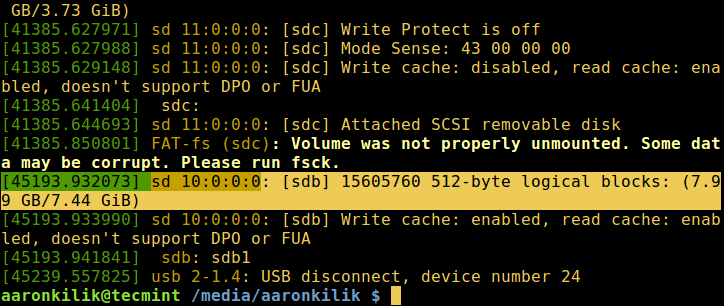 GB/3.73 GiB)
[41385.627971] sd 11:0:0:0: [sdc] Write Protect is off
[41385.627988] sd 11:0:0:0: [sdc] Mode Sense: 43 00 00 00
[41385.629148] sd 11:0:0:0: [sdc] Write cache: disabled, read cache: ena
bled, doesn't support DPO or FUA
[41385.641404]  sdc:
[41385.644693] sd 11:0:0:0: [sdc] Attached SCSI removable disk
[41385.850801] FAT-fs (sdc): Volume was not properly unmounted. Some dat
a may be corrupt. Please run fsck.
[45193.932073] sd 10:0:0:0: [sdb] 15605760 512-byte logical blocks: (7.9
9 GB/7.44 GiB)
[45193.933990] sd 10:0:0:0: [sdb] Write cache: enabled, read cache: enab
led, doesn't support DPO or FUA
[45193.941841]  sdb: sdb1
[45239.557825] usb 2-1.4: USB disconnect, device number 24
aaronkilik@tecmint /media/aaronkilik $